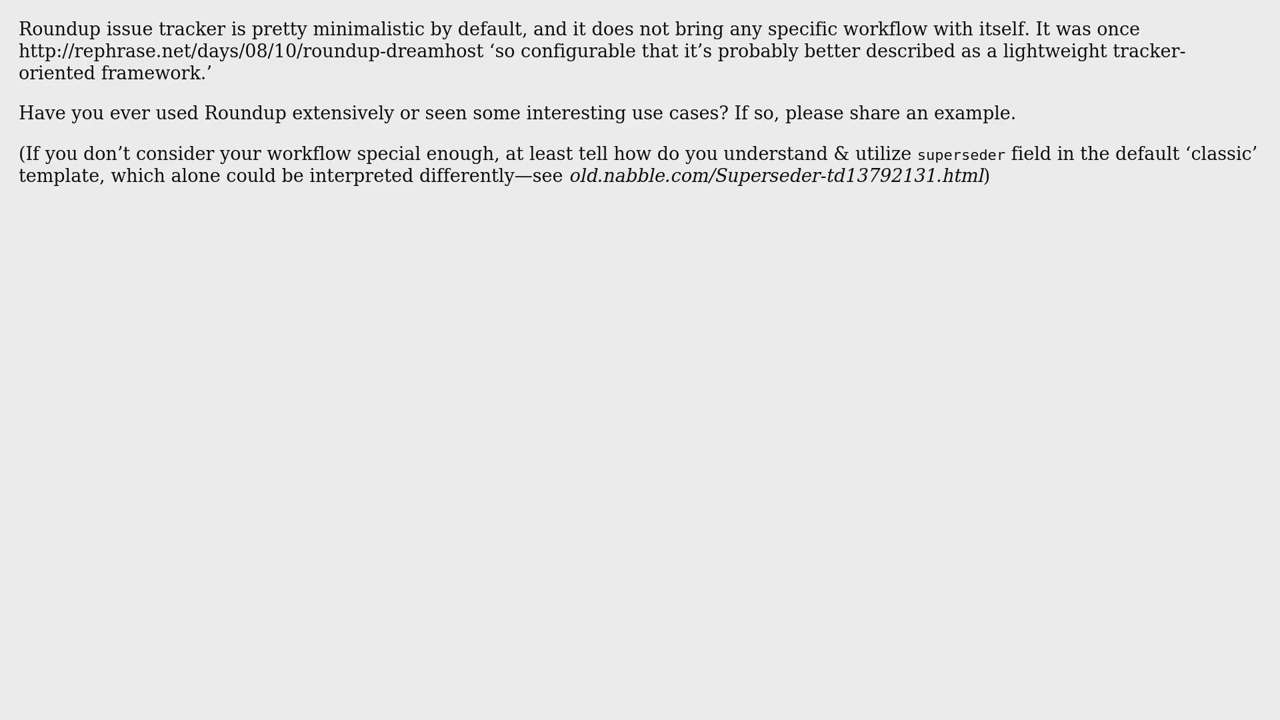 Roundup issue tracker is pretty minimalistic by default, and it does not bring any specific workflow with itself. It was once
http://rephrase.net/days/08/10/roundup-dreamhost ‘so configurable that it’s probably better described as a lightweight tracker-
oriented framework.’
Have you ever used Roundup extensively or seen some interesting use cases? If so, please share an example.
(If you don’t consider your workflow special enough, at least tell how do you understand & utilize superseder field in the default ‘classic’
template, which alone could be interpreted differently—see old.nabble.com/Superseder-td13792131.html)